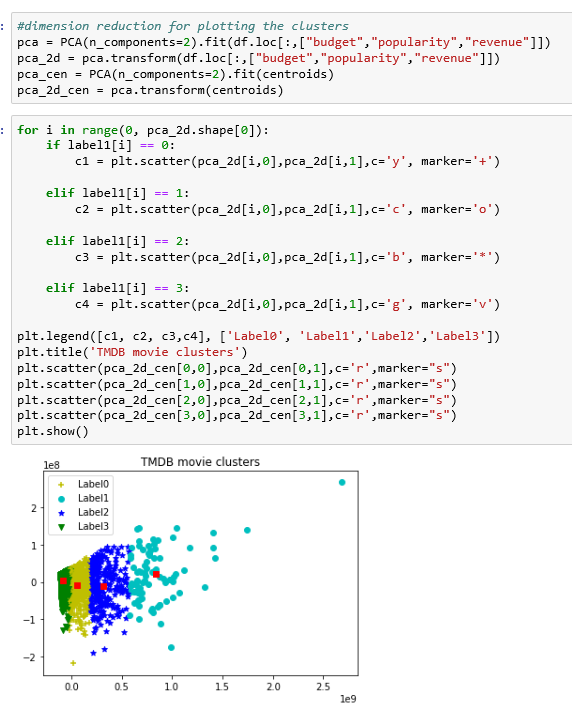 #dimension reduction for plotting the clusters
pca = PCA(n_components=2).fit(df.loc[:,["budget","popularity","revenue"]])
pca_2d = pca.transform(df.loc[:,["budget","popularity","revenue"]])
pca_cen = PCA(n_components=2).fit(centroids)
pca_2d_cen = pca.transform(centroids)
for i in range(0, pca_2d.shape[0]):
    if label1[i] == 0:
        c1 = plt.scatter(pca_2d[i,0],pca_2d[i,1],c='y', marker='+')
    elif label1[i] == 1:
        c2 = plt.scatter(pca_2d[i,0],pca_2d[i,1],c='c', marker='o')
    elif label1[i] == 2:
        c3 = plt.scatter(pca_2d[i,0],pca_2d[i,1],c='b', marker='*')
    elif label1[i] == 3:
        c4 = plt.scatter(pca_2d[i,0],pca_2d[i,1],c='g', marker='v')
plt.legend([c1, c2, c3,c4], ['Label0', 'Label1','Label2','Label3'])
plt.title('TMDB movie clusters')
plt.scatter(pca_2d_cen[0,0],pca_2d_cen[0,1],c='r',marker="s")
plt.scatter(pca_2d_cen[1,0],pca_2d_cen[1,1],c='r',marker="s")
plt.scatter(pca_2d_cen[2,0],pca_2d_cen[2,1],c='r',marker="s")
plt.scatter(pca_2d_cen[3,0],pca_2d_cen[3,1],c='r',marker="s")
plt.show()
TMDB movie clusters
1e8
Label0
Label1
Label2
Label3
2
1
0
−1
−2
0.0 0.5 1.0 1.5 2.0 2.5
1e9